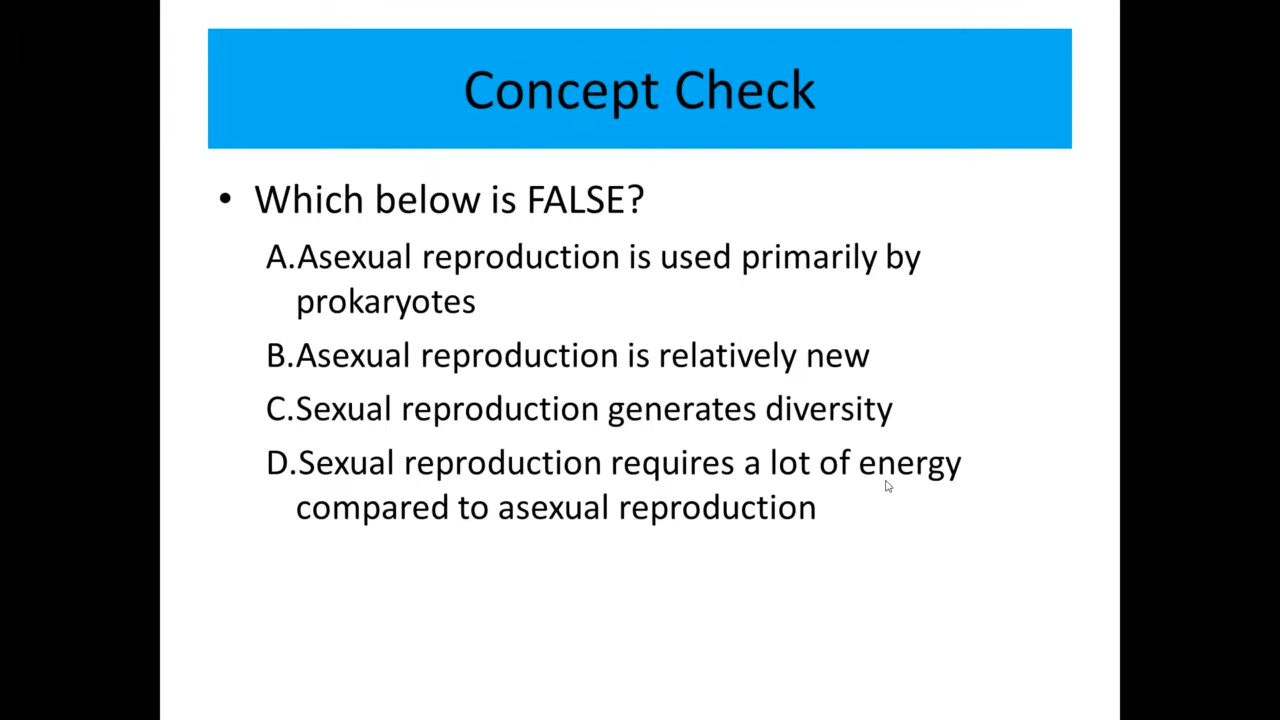 Concept Check
• Which below is FALSE?
A.Asexual reproduction is used primarily by
prokaryotes
B.Asexual reproduction is relatively new
C.Sexual reproduction generates diversity
D.Sexual reproduction requires a lot of energy
compared to asexual reproduction